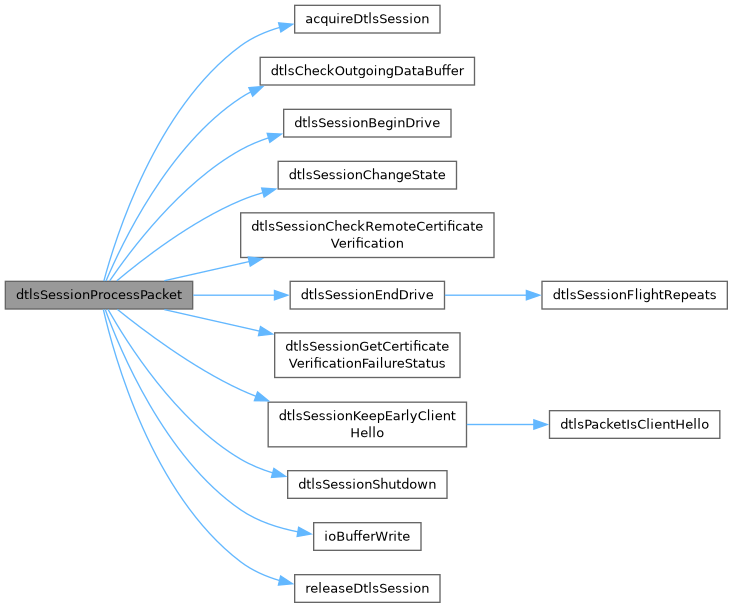 acquireDtlsSession
dtlsCheckOutgoingDataBuffer
dtlsSessionBeginDrive
dtlsSessionChangeState
dtlsSessionCheckRemoteCertificate
Verification
dtlsSessionProcessPacket
dtlsSessionEndDrive
dtlsSessionFlightRepeats
dtlsSessionGetCertificate
VerificationFailureStatus
dtlsSessionKeepEarlyClient
Hello
dtlsPacketIsClientHello
dtlsSessionShutdown
ioBufferWrite
releaseDtlsSession